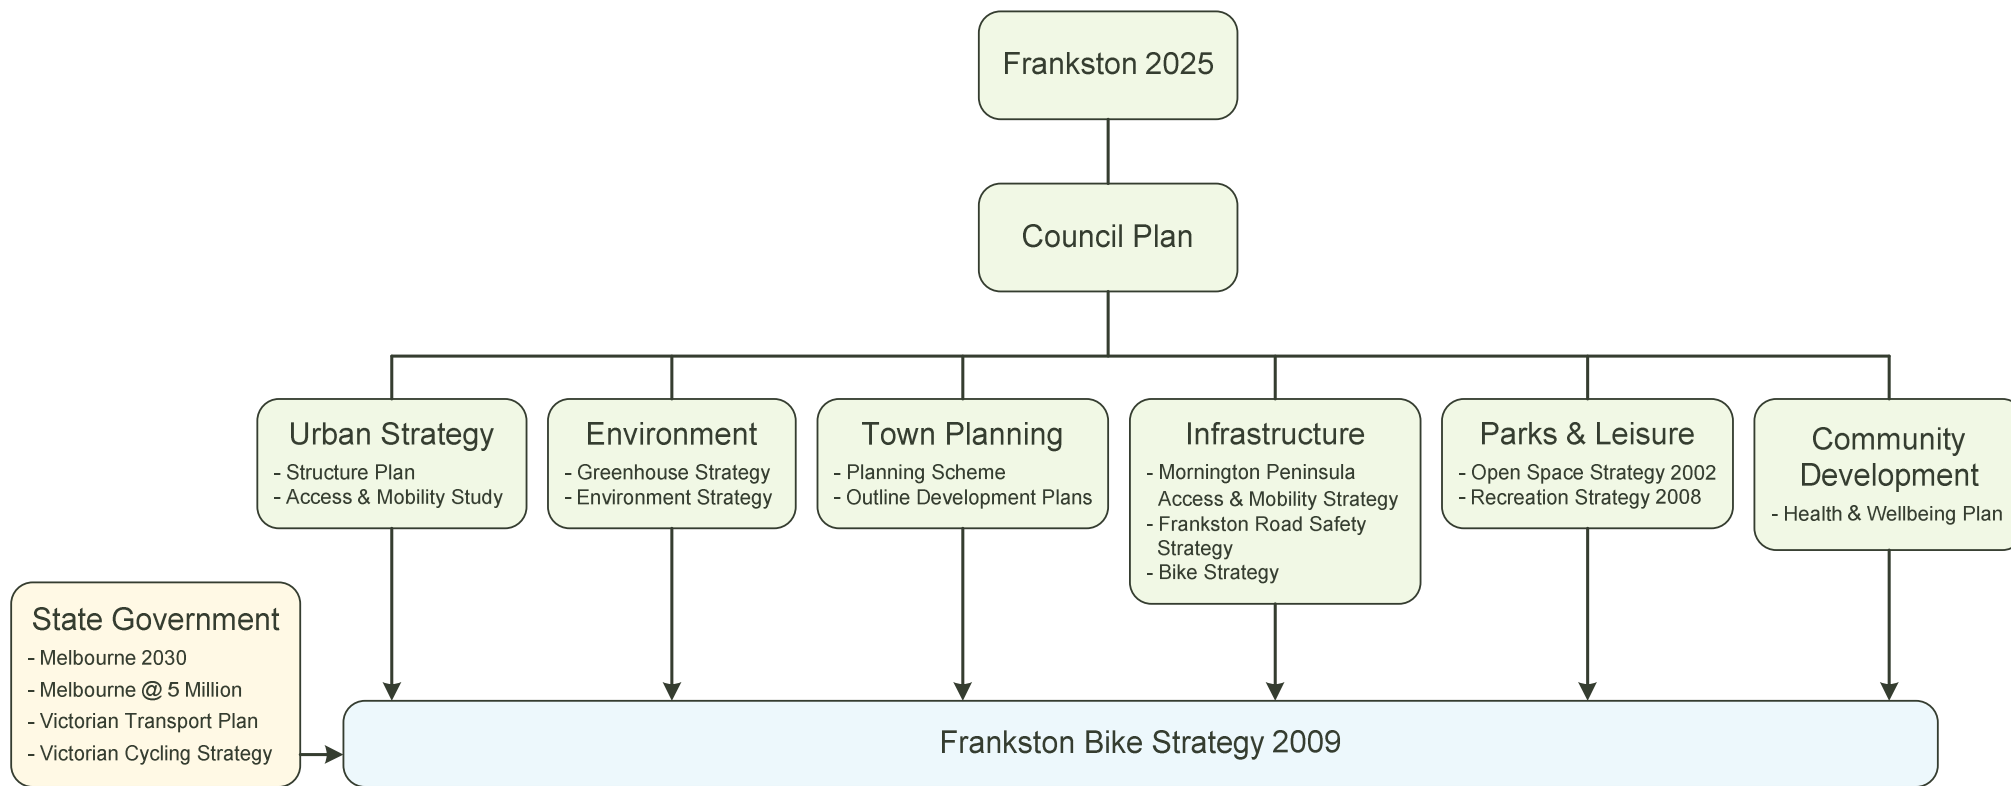 Frankston 2025
Council Plan
Urban Strategy
- Structure Plan
- Access & Mobility Study
Environment
- Greenhouse Strategy
- Environment Strategy
Town Planning
- Planning Scheme
- Outline Development Plans
Infrastructure
- Mornington Peninsula
Access & Mobility Strategy
- Frankston Road Safety
Strategy
- Bike Strategy
Parks & Leisure
- Open Space Strategy 2002
- Recreation Strategy 2008
Community
Development
- Health & Wellbeing Plan
State Government
- Melbourne 2030
- Melbourne @ 5 Million
- Victorian Transport Plan
- Victorian Cycling Strategy
Frankston Bike Strategy 2009